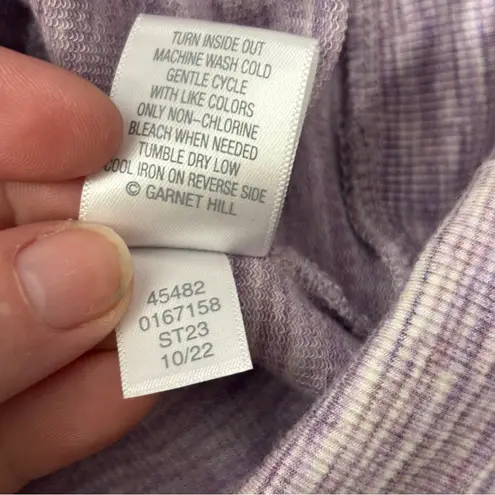 TURN INSIDE OUT
MACHINE WASH COLD
GENTLE CYCLE
WITH LIKE COLORS
ONLY NON-CHLORINE
BLEACH WHEN NEEDED
TUMBLE DRY LOW
COOL IRON ON REVERSE SIDE
© GARNET HILL
45482
0167158
ST23
10/22